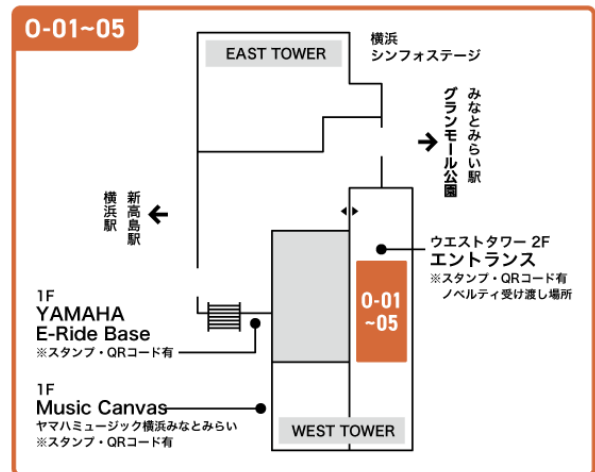 O-01~05
EAST TOWER
横浜
シンフォステージ
みなとみらい駅
グランモール公園
新高島駅
横浜駅
ウエストタワー 2F
エントランス
※スタンプ・QRコード有
ノベルティ受け渡し場所
O-01
~05
1F
YAMAHA
E-Ride Base
※スタンプ・QRコード有
1F
Music Canvas
ヤマハミュージック横浜みなとみらい
※スタンプ・QRコード有
WEST TOWER